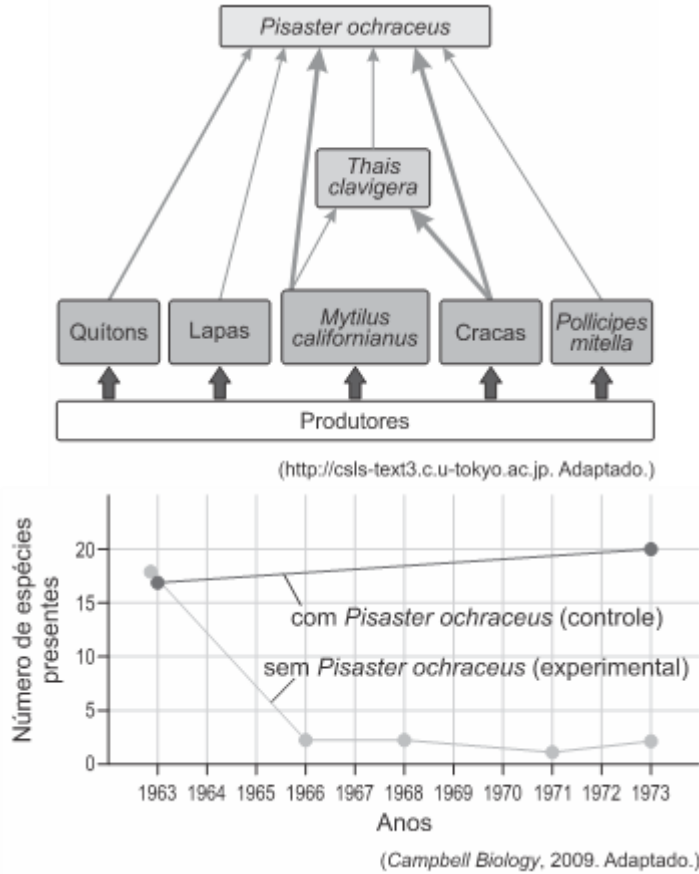 Pisaster ochraceus
Thais
clavigera
Quitons
Lapas
Mytilus
californianus
Cracas
Pollicipes
mitella
Produtores
(http://csls-text3.c.u-tokyo.ac.jp. Adaptado.)
Número de espécies
presentes
20
15
10
5
0
com Pisaster ochraceus (controle)
sem Pisaster ochraceus (experimental)
1963 1964 1965 1966 1967 1968 1969 1970 1971 1972 1973
Anos
(Campbell Biology, 2009. Adaptado.)